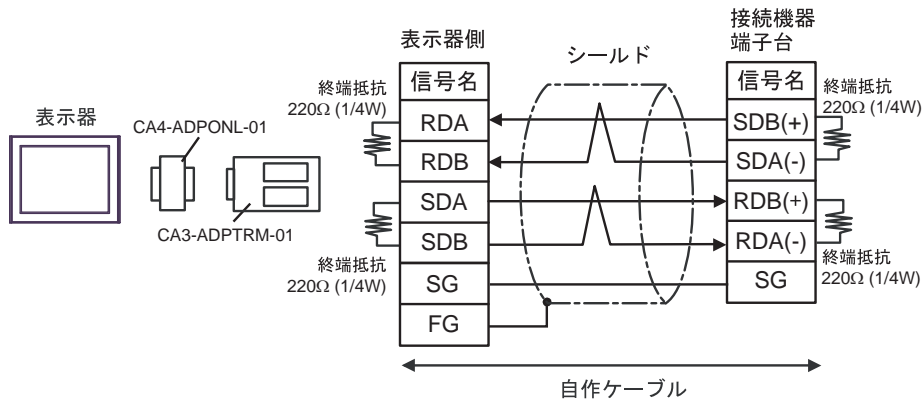 表示器
CA4-ADPONL-01
CA3-ADPTRM-01
表示器側
信号名
RDA
RDB
SDA
SDB
SG
FG
終端抵抗
220Ω (1/4W)
終端抵抗
220Ω (1/4W)
シールド
接続機器
端子台
信号名
SDB(+)
SDA(-)
RDB(+)
RDA(-)
SG
終端抵抗
220Ω (1/4W)
終端抵抗
220Ω (1/4W)
自作ケーブル